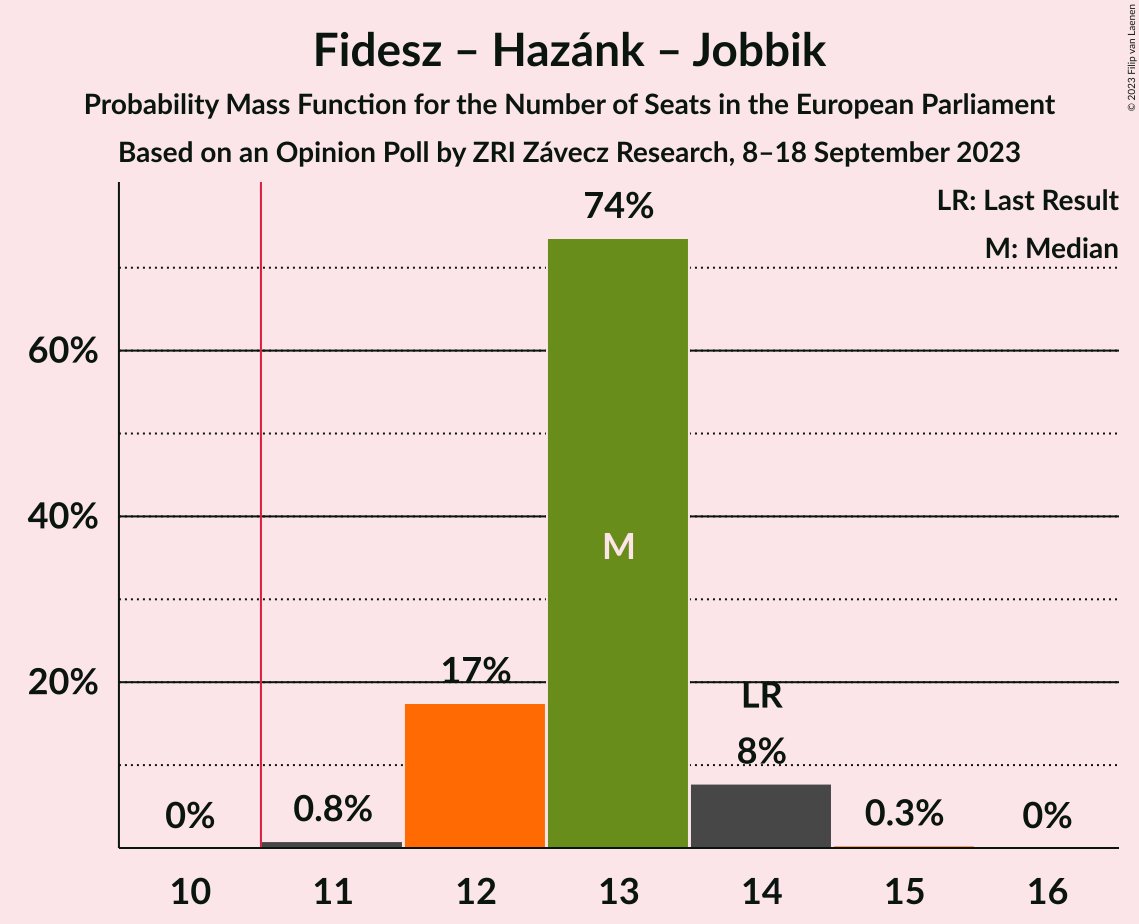 Fidesz – Hazánk – Jobbik
Probability Mass Function for the Number of Seats in the European Parliament
Based on an Opinion Poll by ZRI Závecz Research, 8–18 September 2023
© 2023 Filip van Laenen
LR: Last Result
M: Median
74%
60%
40%
M
20%
17%
LR
8%
0%
0.8%
0.3%
0%
10 11 12 13 14 15 16